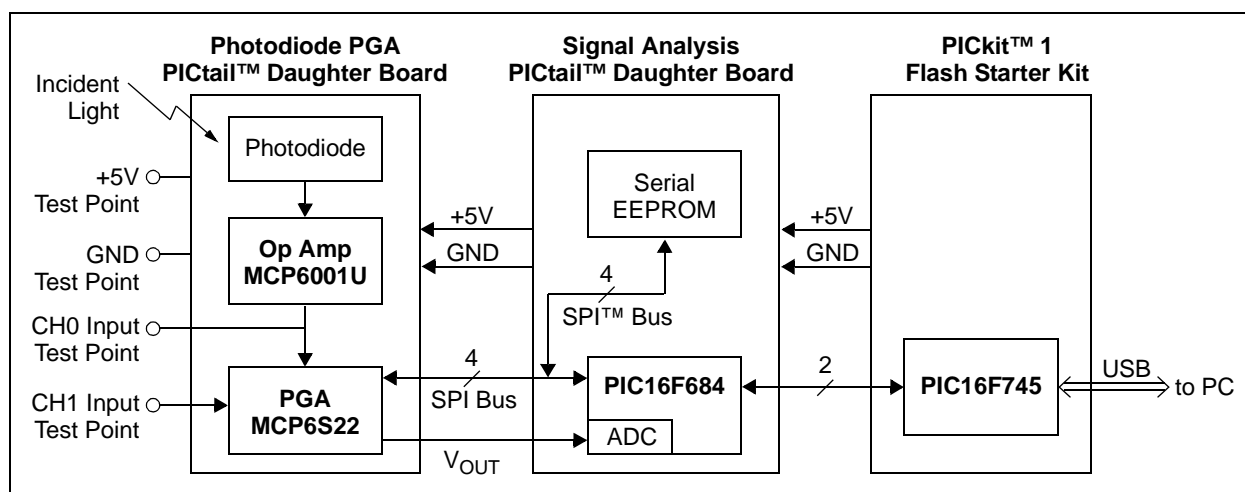 Photodiode PGA
PICtail™ Daughter Board
Signal Analysis
PICtail™ Daughter Board
PICkit™ 1
Flash Starter Kit
Incident
Light
Photodiode
+5V
Test Point
GND
Test Point
Op Amp
MCP6001U
CH0 Input
Test Point
CH1 Input
Test Point
PGA
MCP6S22
+5V
GND
4
SPI Bus
VOUT
Serial
EEPROM
4
SPI™ Bus
PIC16F684
ADC
+5V
GND
2
PIC16F745
USB
to PC